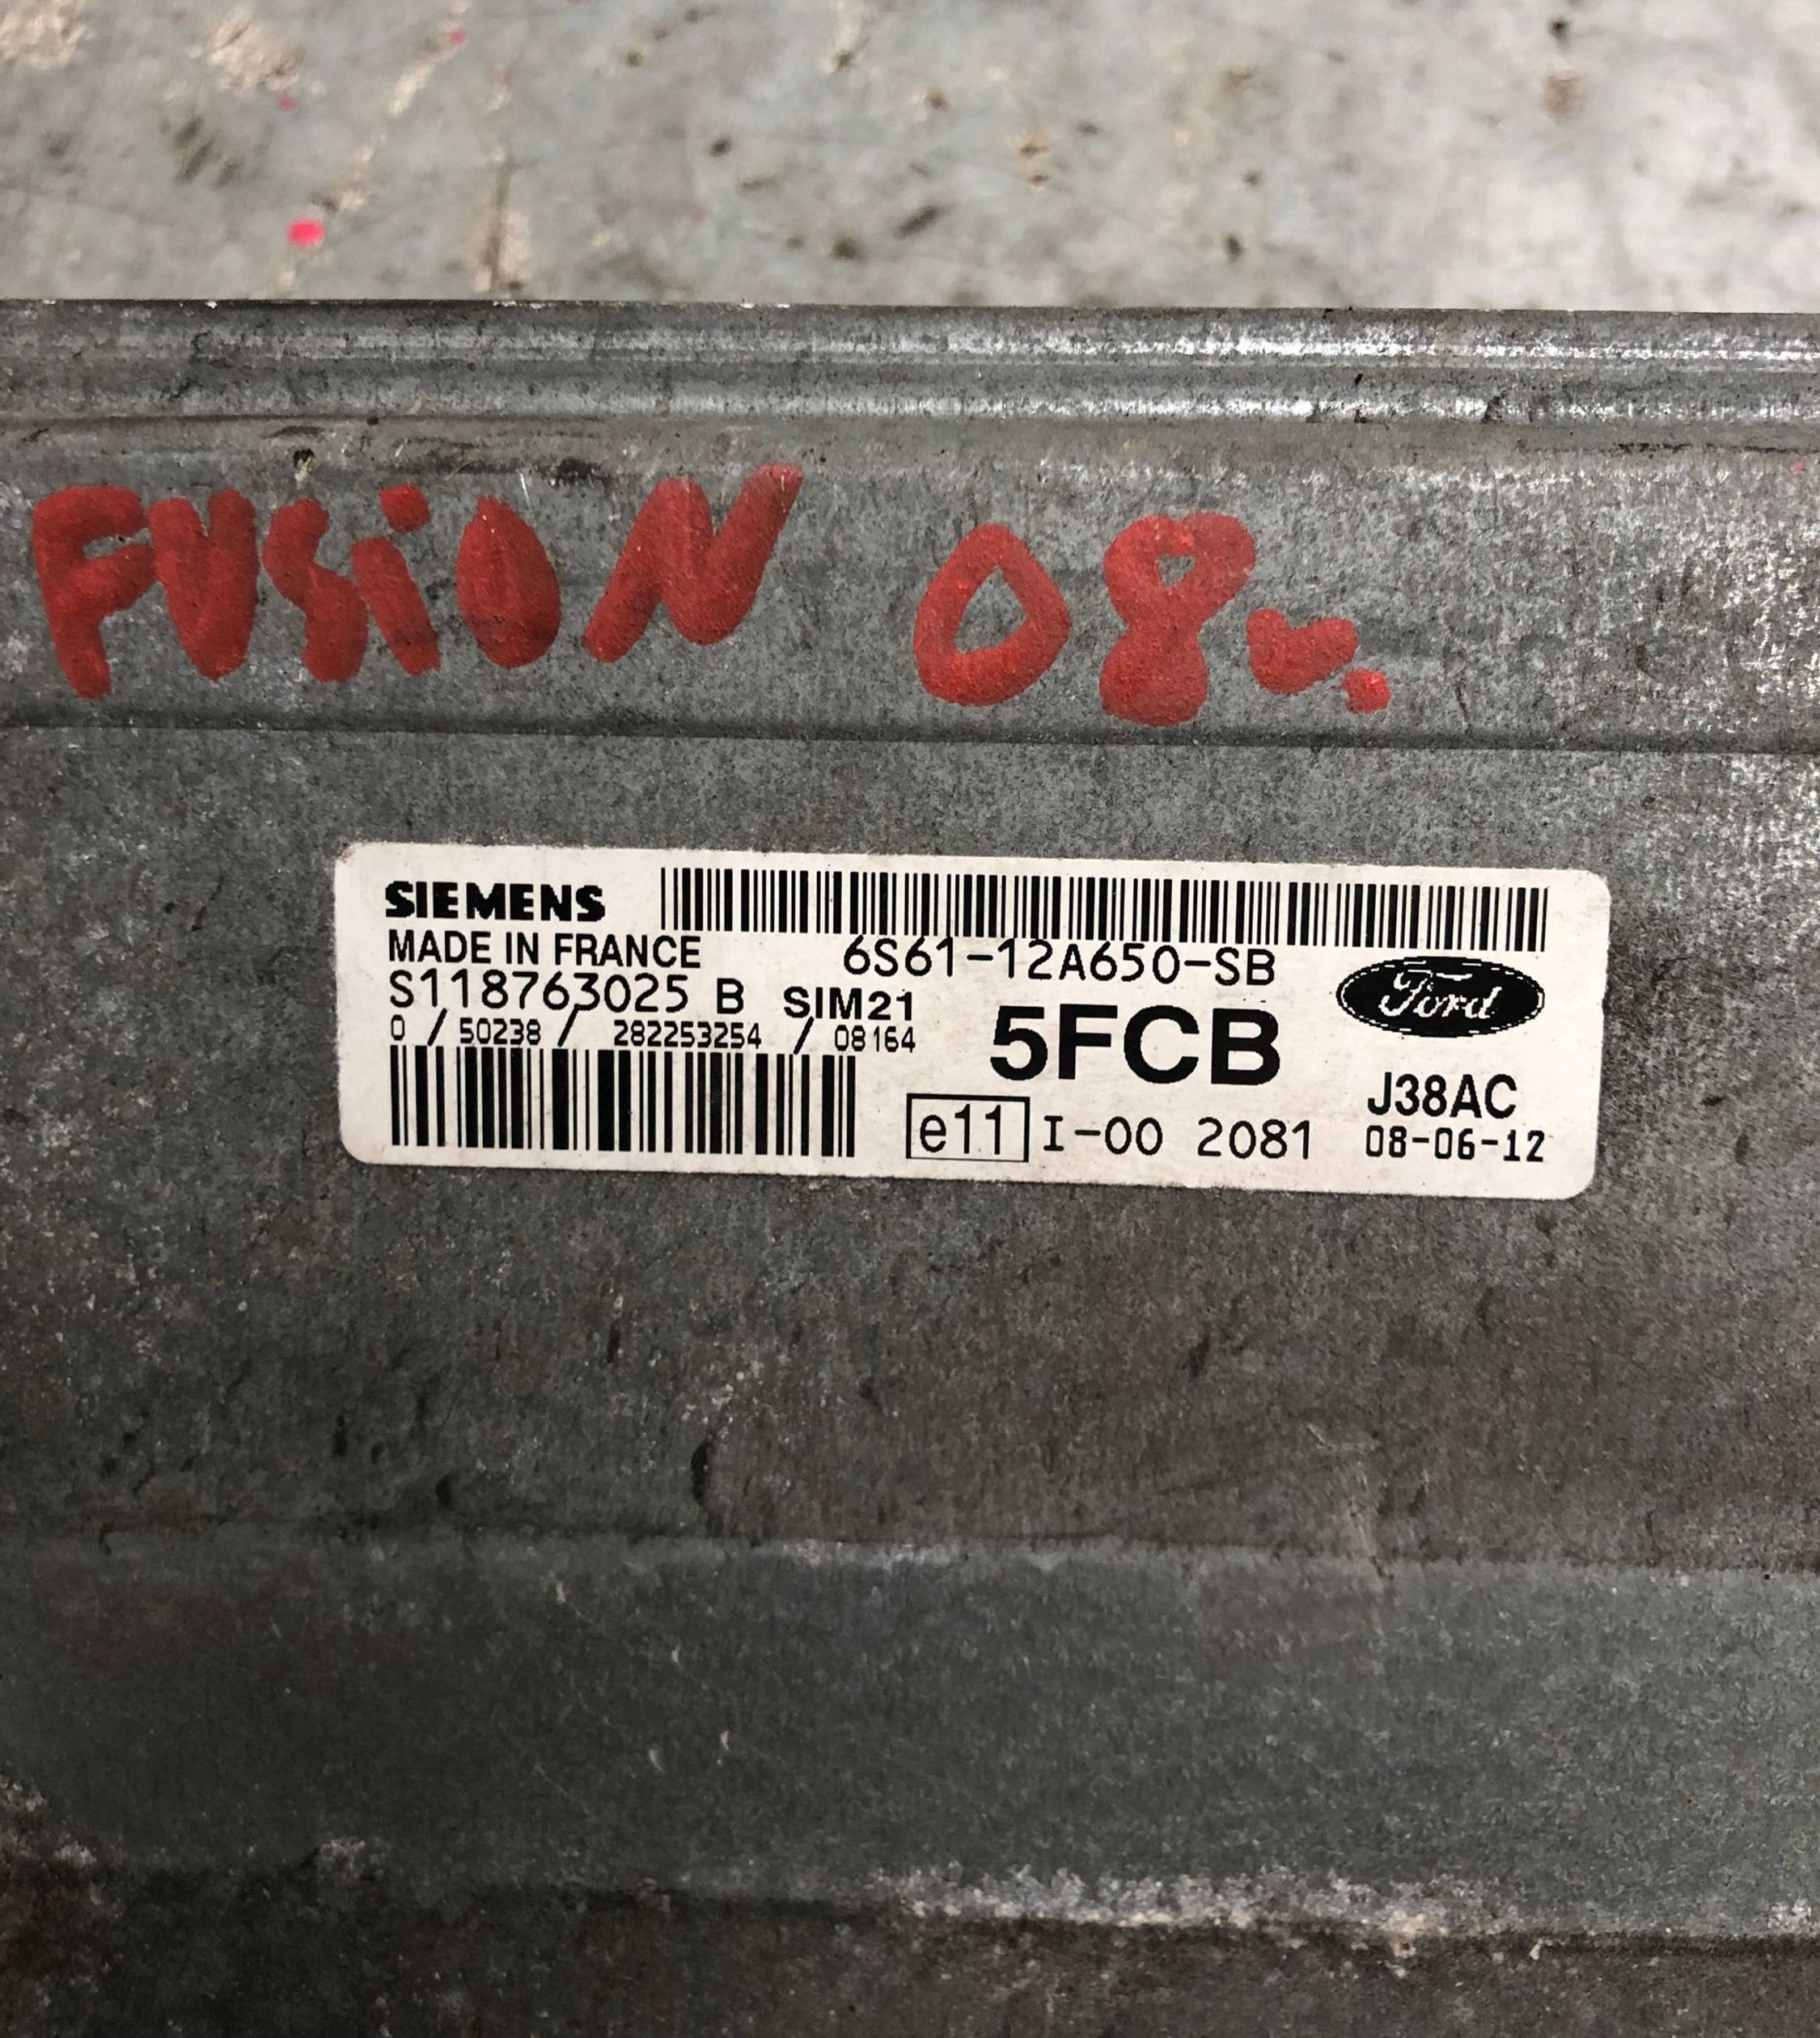 FUSiON 08г.
SIEMENS
MADE IN FRANCE
6S61-12A650-SB
S118763025 B SIM21
Ford
0 / 50238 / 282253254 / 08164
5FCB
J38AC
e11 I-00 2081
08-06-12